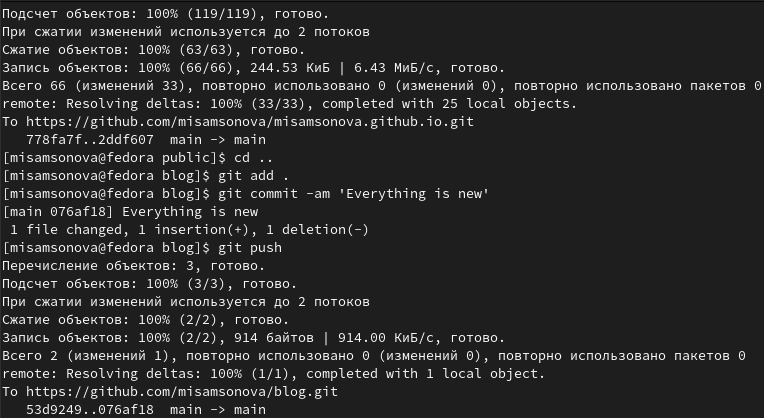 Подсчет объектов: 100% (119/119), готово.
При сжатии изменений используется до 2 потоков
Сжатие объектов: 100% (63/63), готово.
Запись объектов: 100% (66/66), 244.53 КиБ | 6.43 МиБ/с, готово.
Всего 66 (изменений 33), повторно использовано 0 (изменений 0), повторно использовано пакетов 0
remote: Resolving deltas: 100% (33/33), completed with 25 local objects.
To https://github.com/misamsonova/misamsonova.github.io.git
   778fa7f..2ddf607  main -> main
[misamsonova@fedora public]$ cd ..
[misamsonova@fedora blog]$ git add .
[misamsonova@fedora blog]$ git commit -am 'Everything is new'
[main 076af18] Everything is new
 1 file changed, 1 insertion(+), 1 deletion(-)
[misamsonova@fedora blog]$ git push
Перечисление объектов: 3, готово.
Подсчет объектов: 100% (3/3), готово.
При сжатии изменений используется до 2 потоков
Сжатие объектов: 100% (2/2), готово.
Запись объектов: 100% (2/2), 914 байтов | 914.00 КиБ/с, готово.
Всего 2 (изменений 1), повторно использовано 0 (изменений 0), повторно использовано пакетов 0
remote: Resolving deltas: 100% (1/1), completed with 1 local object.
To https://github.com/misamsonova/blog.git
   53d9249..076af18  main -> main